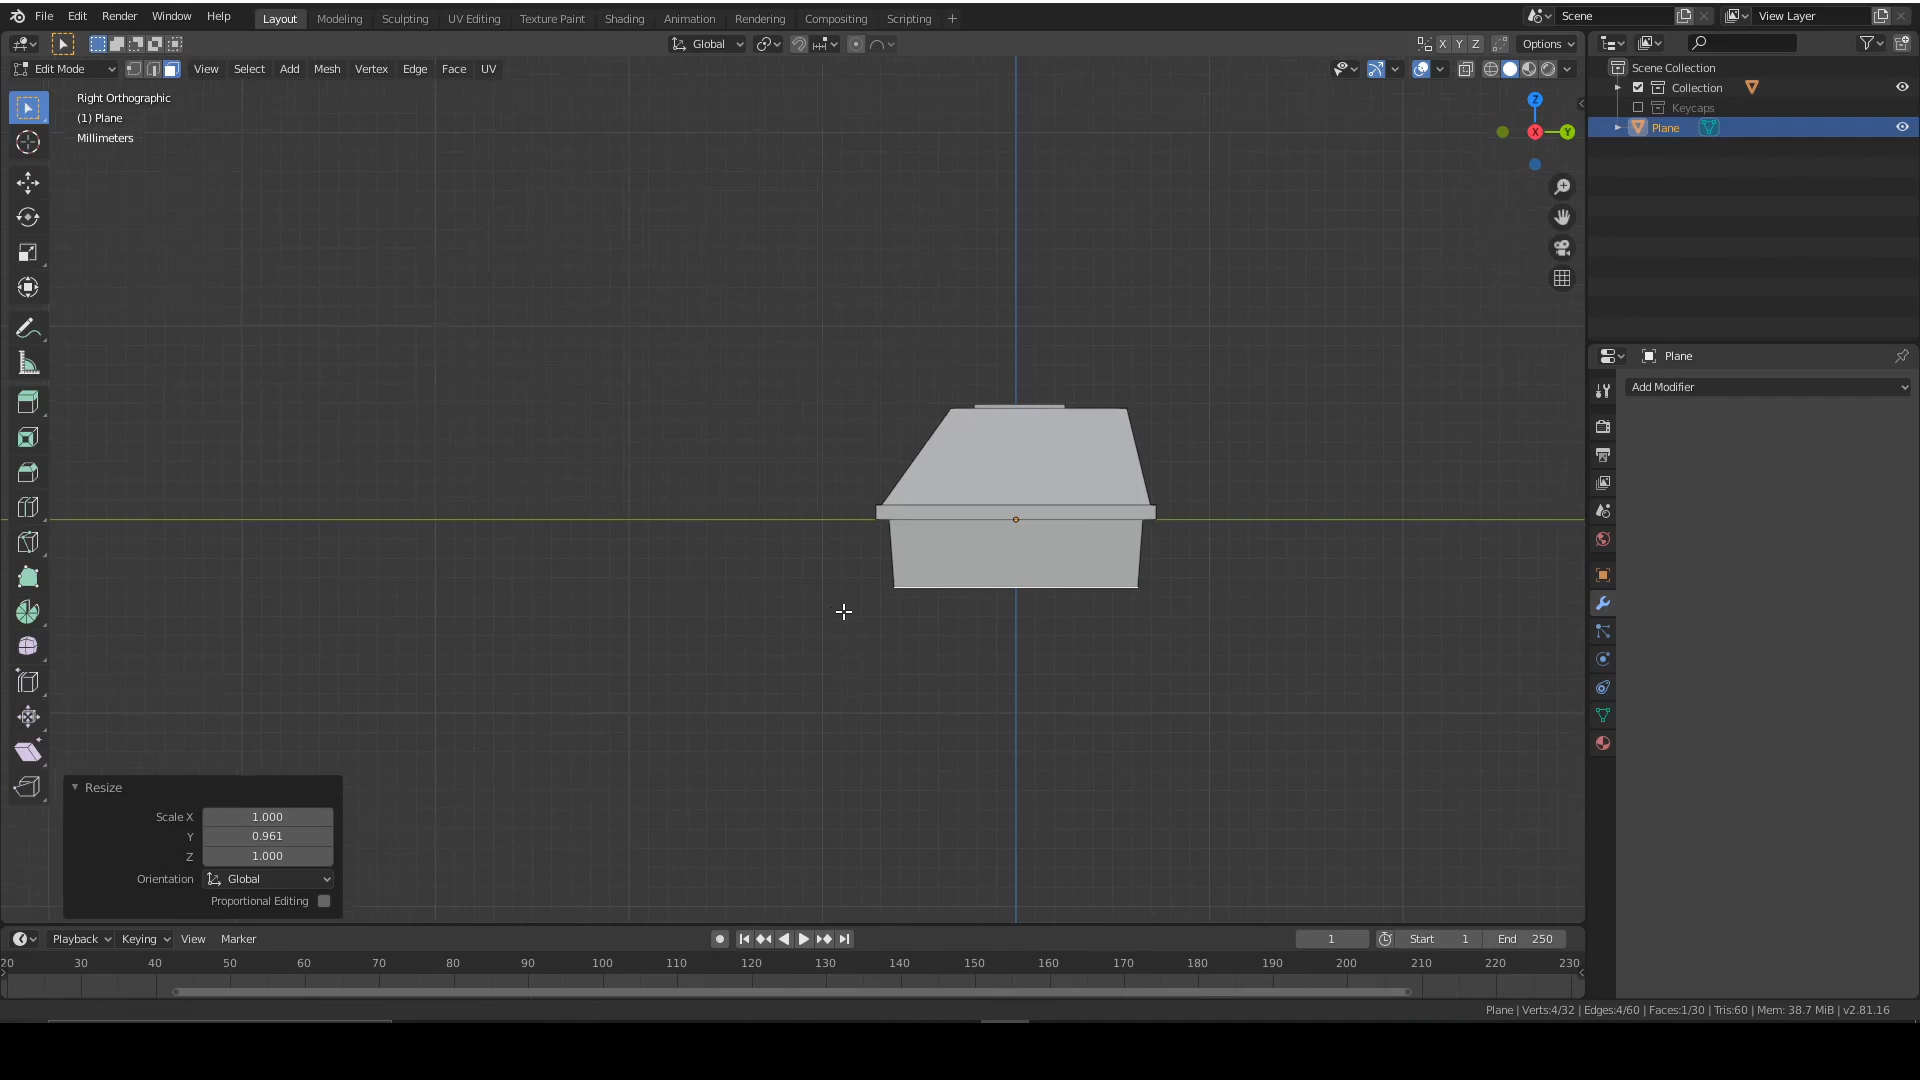 File Edit Render Window Help Layout Modeling Sculpting UV Editing Texture Paint Shading Animation Rendering Compositing Scripting + Scene View Layer
Global X Y Z Options
Edit Mode View Select Add Mesh Vertex Edge Face UV
Right Orthographic
(1) Plane
Millimeters
Z
X Y
Scene Collection
Collection
Keycaps
Plane
Plane
Add Modifier
Resize
Scale X 1.000
Y 0.961
Z 1.000
Orientation Global
Proportional Editing
Playback Keying View Marker 1 Start 1 End 250
20 30 40 50 60 70 80 90 100 110 120 130 140 150 160 170 180 190 200 210 220 230
Plane | Verts:4/32 | Edges:4/60 | Faces:1/30 | Tris:60 | Mem: 38.7 MiB | v2.81.16